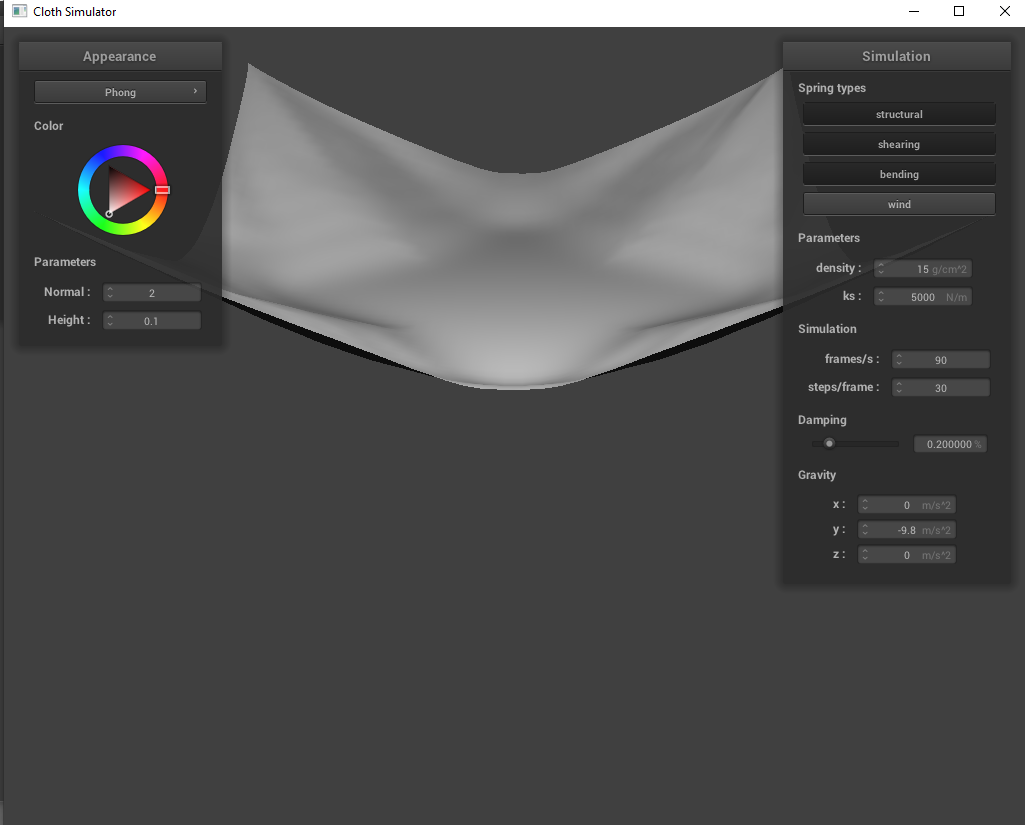 Cloth Simulator
Appearance
Phong
Color
Parameters
Normal : 2
Height : 0.1
Simulation
Spring types
structural
shearing
bending
wind
Parameters
density : 15 g/cm^2
ks : 5000 N/m
Simulation
frames/s : 90
steps/frame : 30
Damping
0.200000 %
Gravity
x : 0 m/s^2
y : -9.8 m/s^2
z : 0 m/s^2